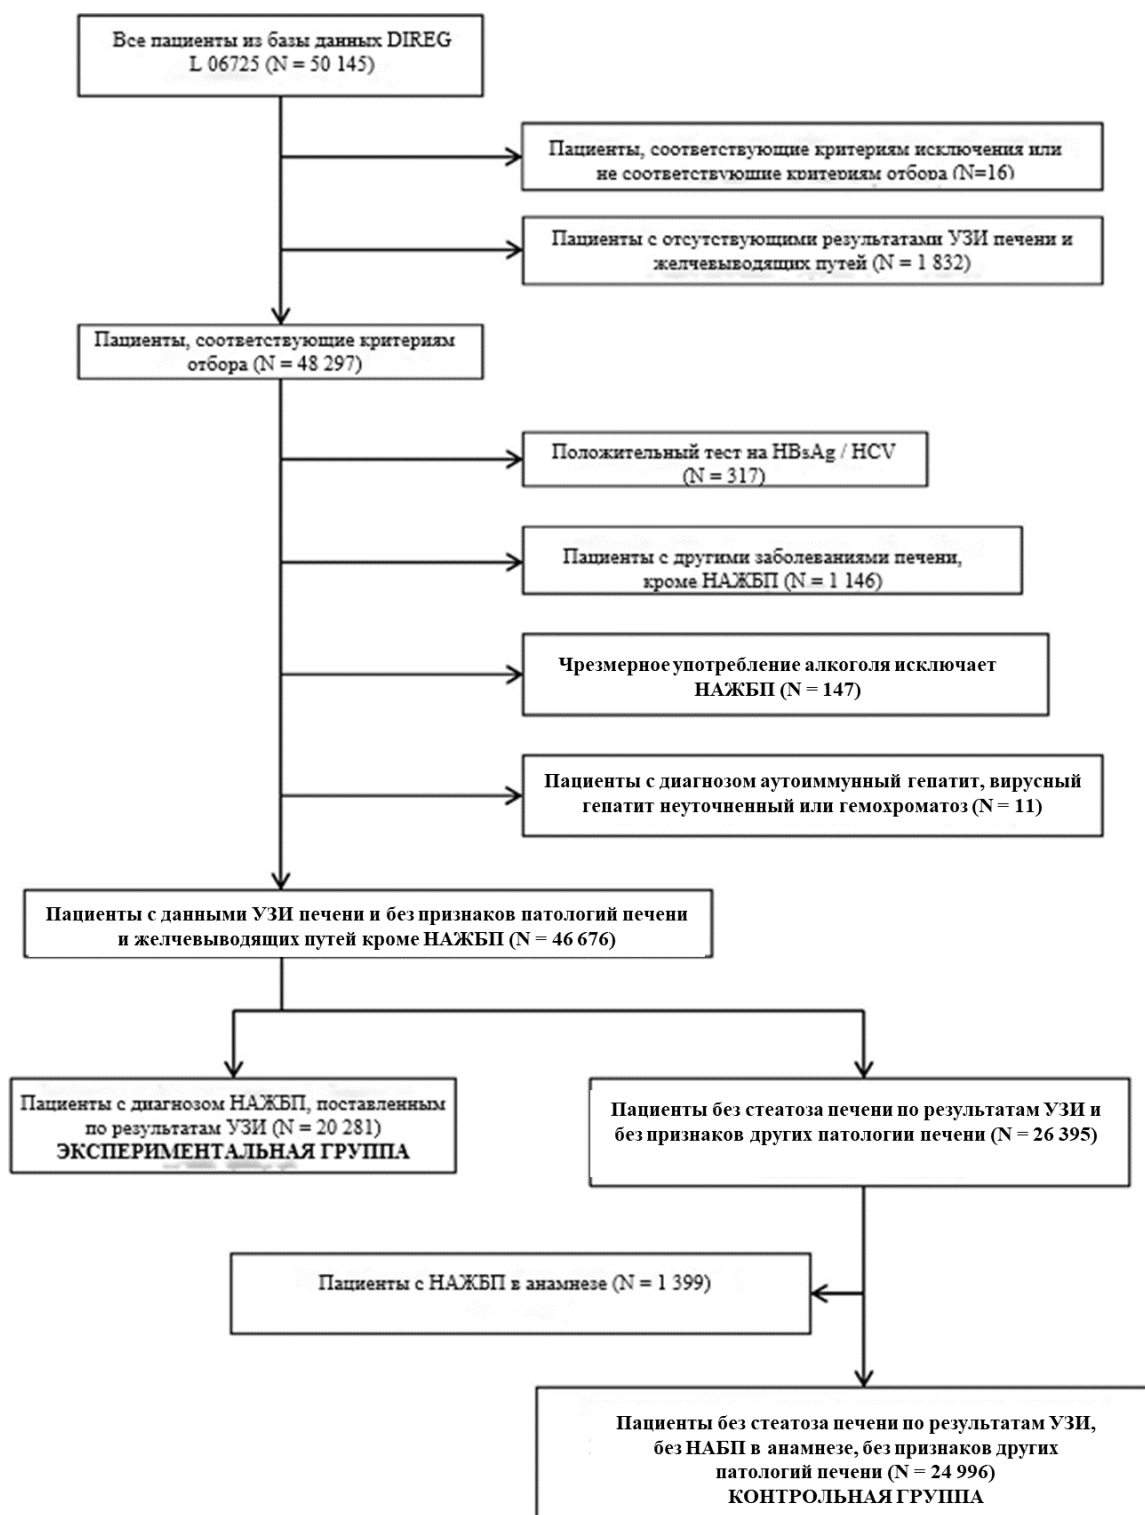 Все пациенты из базы данных DIREG
L 06725 (N = 50 145)
Пациенты, соответствующие критериям исключения или
не соответствующие критериям отбора (N=16)
Пациенты с отсутствующими результатами УЗИ печени и
желчевыводящих путей (N = 1 832)
Пациенты, соответствующие критериям
отбора (N = 48 297)
Положительный тест на HBsAg / HCV
(N = 317)
Пациенты с другими заболеваниями печени,
кроме НАЖБП (N = 1 146)
Чрезмерное употребление алкоголя исключает
НАЖБП (N = 147)
Пациенты с диагнозом аутоиммунный гепатит, вирусный
гепатит неуточненный или гемохроматоз (N = 11)
Пациенты с данными УЗИ печени и без признаков патологий печени
и желчевыводящих путей кроме НАЖБП (N = 46 676)
Пациенты с диагнозом НАЖБП, поставленным
по результатам УЗИ (N = 20 281)
ЭКСПЕРИМЕНТАЛЬНАЯ ГРУППА
Пациенты без стеатоза печени по результатам УЗИ и
без признаков других патологии печени (N = 26 395)
Пациенты с НАЖБП в анамнезе (N = 1 399)
Пациенты без стеатоза печени по результатам УЗИ,
без НАБП в анамнезе, без признаков других
патологий печени (N = 24 996)
КОНТРОЛЬНАЯ ГРУППА